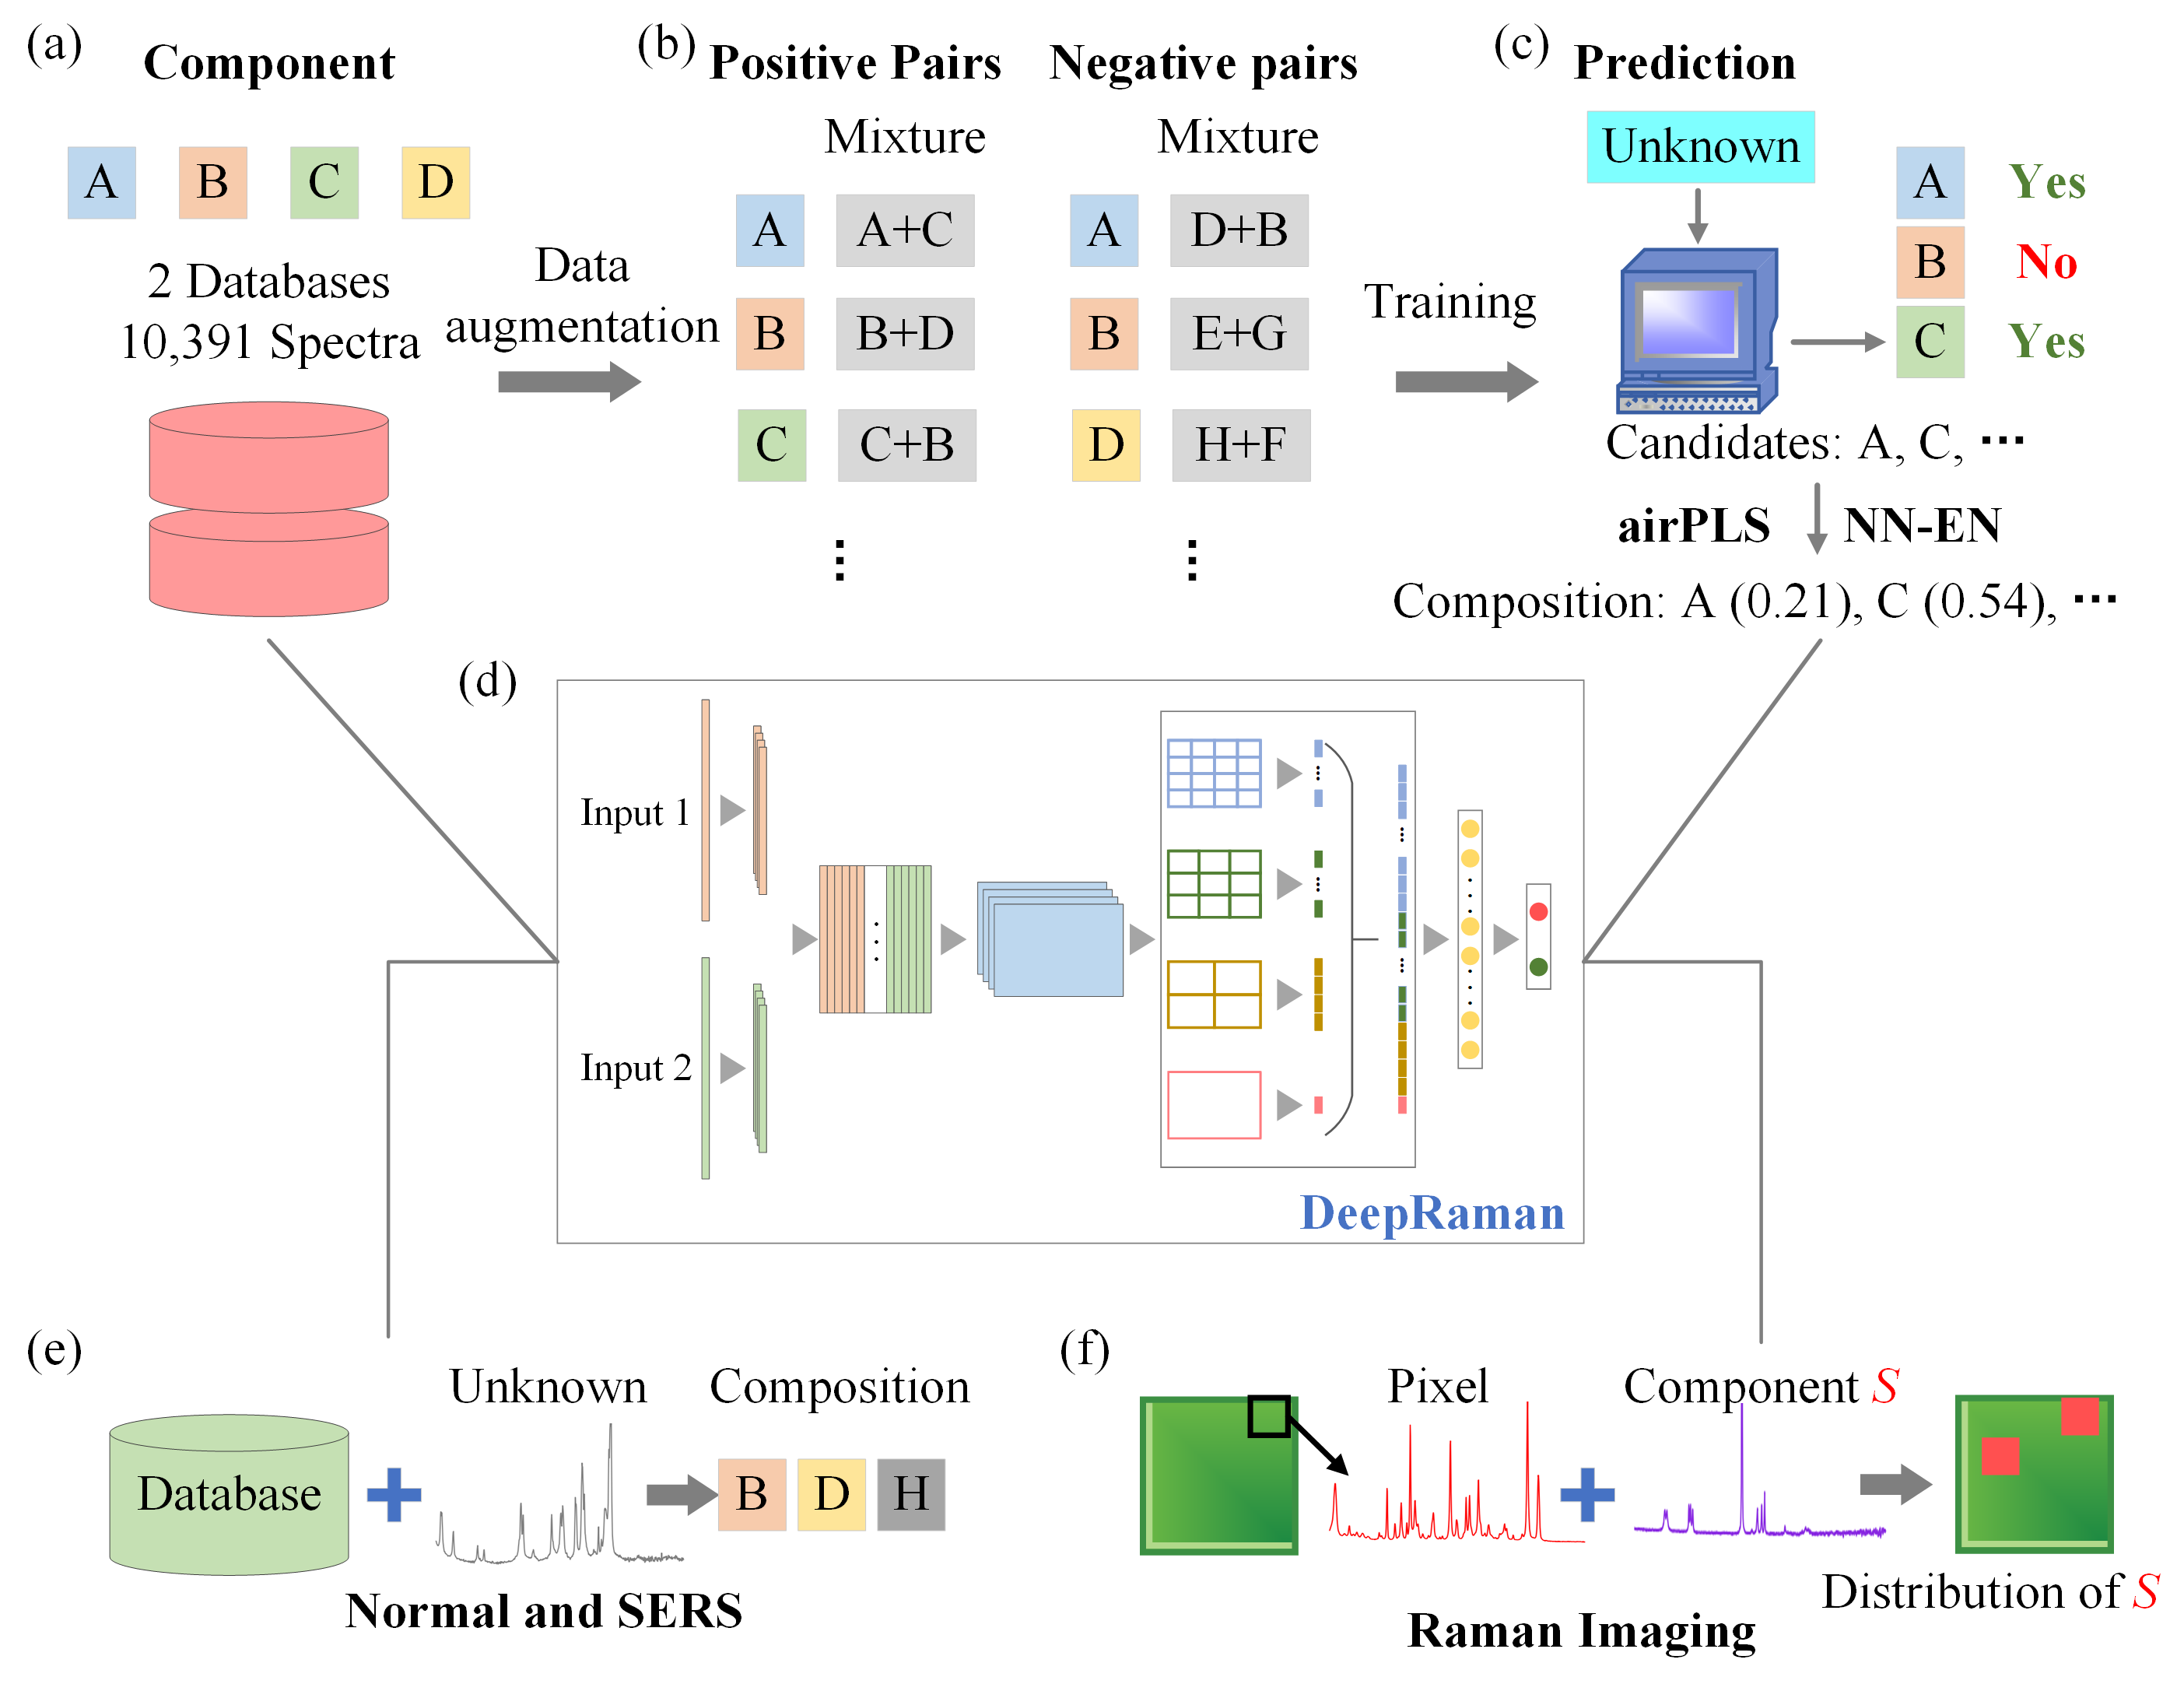 (a)
Component
A B C D
2 Databases
10,391 Spectra
Data
augmentation
(b)
Positive Pairs
Negative pairs
Mixture
Mixture
A A+C
B B+D
C C+B
⋮
A D+B
B E+G
D H+F
⋮
Training
(c)
Prediction
Unknown
A Yes
B No
C Yes
Candidates: A, C, ⋯
airPLS NN-EN
Composition: A (0.21), C (0.54), ⋯
(d)
Input 1
Input 2
DeepRaman
(e)
Database
Unknown
Composition
B D H
Normal and SERS
(f)
Pixel
Component S
Distribution of S
Raman Imaging